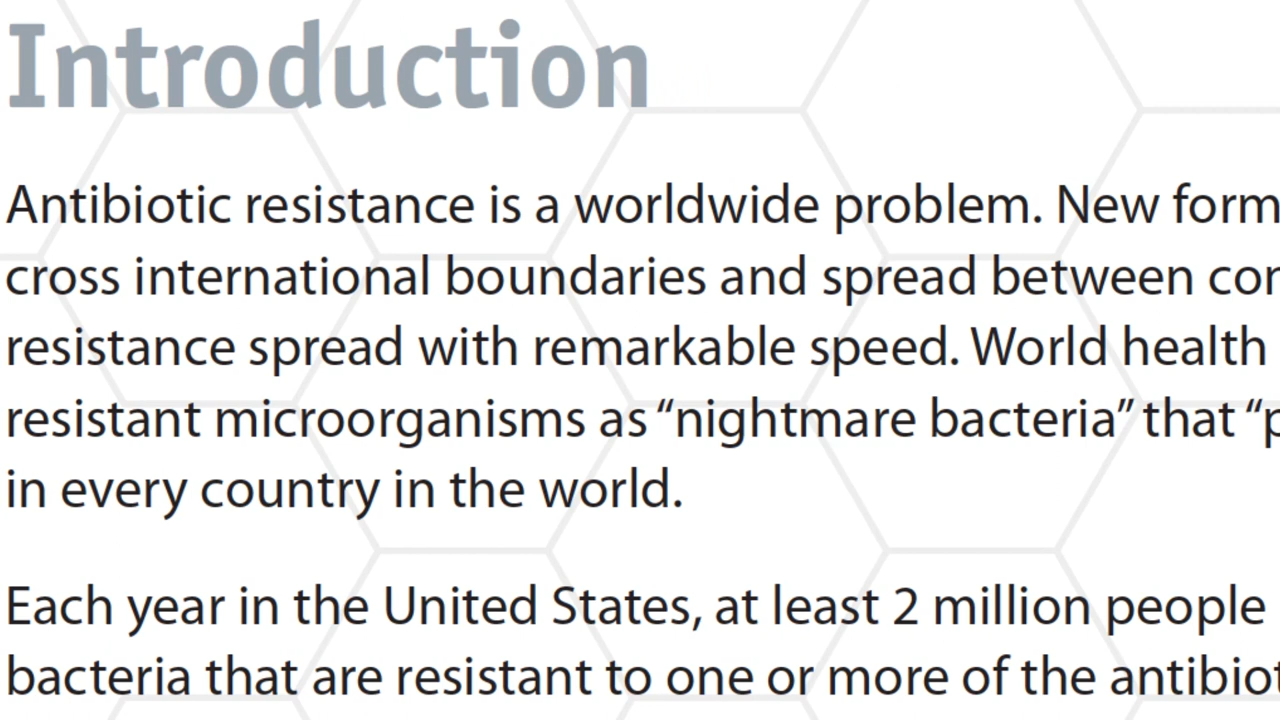 Introduction
Antibiotic resistance is a worldwide problem. New form
cross international boundaries and spread between cor
resistance spread with remarkable speed. World health
resistant microorganisms as “nightmare bacteria” that “p
in every country in the world.
Each year in the United States, at least 2 million people
bacteria that are resistant to one or more of the antibiot